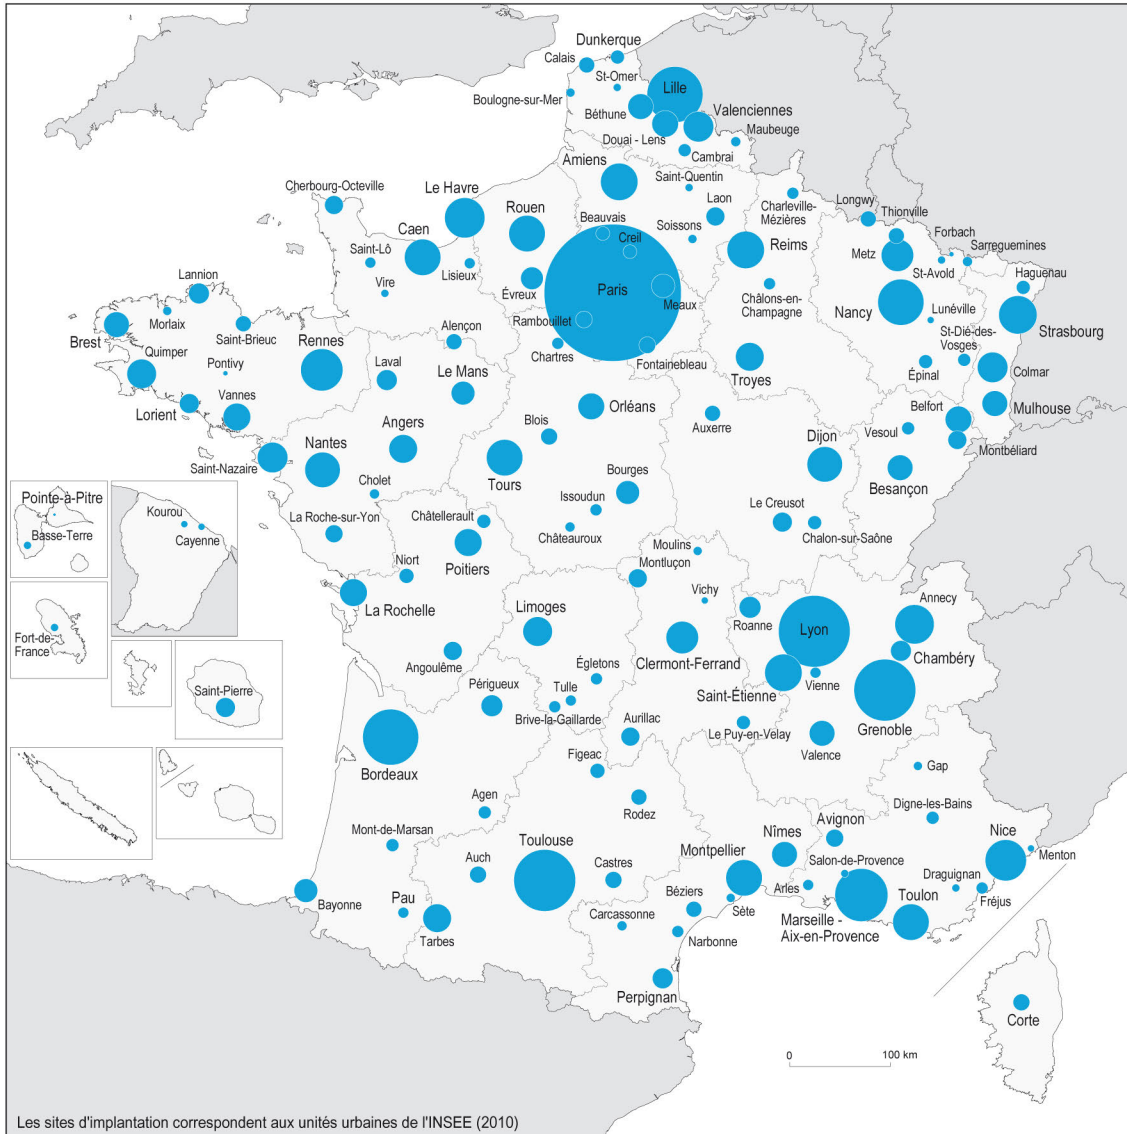 Dunkerque
Calais
St-Omer
Lille
Boulogne-sur-Mer
Béthune
Valenciennes
Maubeuge
Douai - Lens
Cambrai
Amiens
Saint-Quentin
Cherbourg-Octeville
Le Havre
Laon
Charleville-
Mézières
Longwy
Thionville
Rouen
Beauvais
Soissons
Forbach
Caen
Creil
Reims
Metz
Sarreguemines
Saint-Lô
St-Avold
Haguenau
Lannion
Vire
Lisieux
Évreux
Paris
Meaux
Châlons-en-
Champagne
Nancy
Lunéville
Morlaix
Saint-Brieuc
Alençon
Rambouillet
Strasbourg
Brest
St-Dié-des-
Vosges
Quimper
Pontivy
Rennes
Laval
Le Mans
Chartres
Fontainebleau
Troyes
Épinal
Colmar
Lorient
Vannes
Angers
Blois
Orléans
Auxerre
Belfort
Mulhouse
Vesoul
Dijon
Montbéliard
Saint-Nazaire
Nantes
Tours
Bourges
Besançon
Cholet
Issoudun
Le Creusot
Pointe-à-Pitre
Kourou
La Roche-sur-Yon
Châtellerault
Châteauroux
Chalon-sur-Saône
Basse-Terre
Cayenne
Poitiers
Moulins
Niort
Montluçon
Vichy
La Rochelle
Limoges
Roanne
Lyon
Annecy
Fort-de-
France
Clermont-Ferrand
Chambéry
Angoulême
Égletons
Saint-Étienne
Vienne
Saint-Pierre
Périgueux
Tulle
Brive-la-Gaillarde
Aurillac
Le Puy-en-Velay
Grenoble
Valence
Bordeaux
Figeac
Gap
Agen
Rodez
Digne-les-Bains
Mont-de-Marsan
Avignon
Toulouse
Nîmes
Nice
Montpellier
Menton
Auch
Castres
Salon-de-Provence
Draguignan
Bayonne
Pau
Béziers
Arles
Fréjus
Carcassonne
Sète
Toulon
Marseille -
Aix-en-Provence
Tarbes
Narbonne
Perpignan
Corte
0 100 km
Les sites d'implantation correspondent aux unités urbaines de l'INSEE (2010)